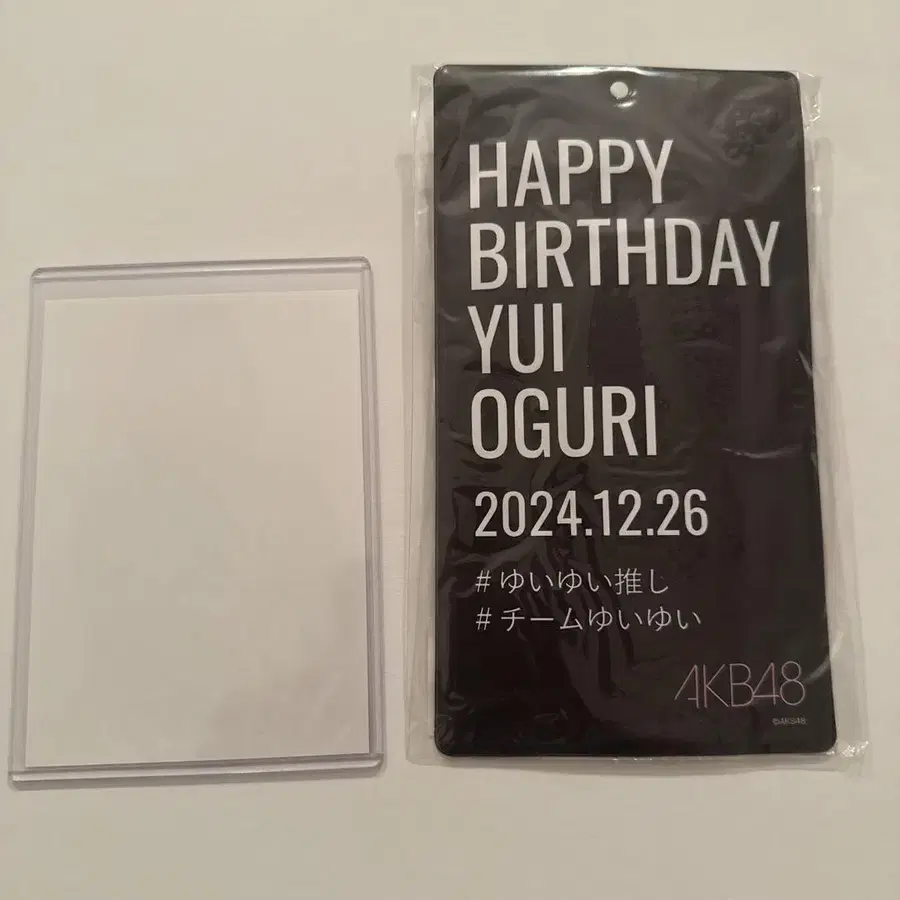 HAPPY
BIRTHDAY
YUI
OGURI
2024.12.26
#ゆいゆい推し
#チームゆいゆい
AKB48
©AKB48